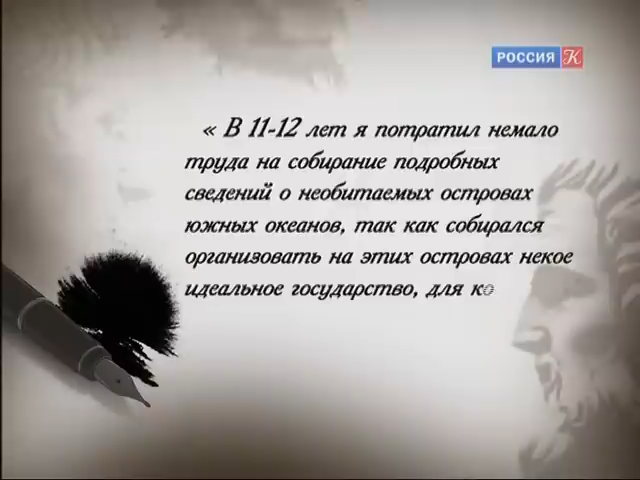 РОССИЯ К
« В 11-12 лет я потратил немало
труда на собирание подробных
сведений о необитаемых островах
южных океанов, так как собирался
организовать на этих островах некое
идеальное государство, для ко